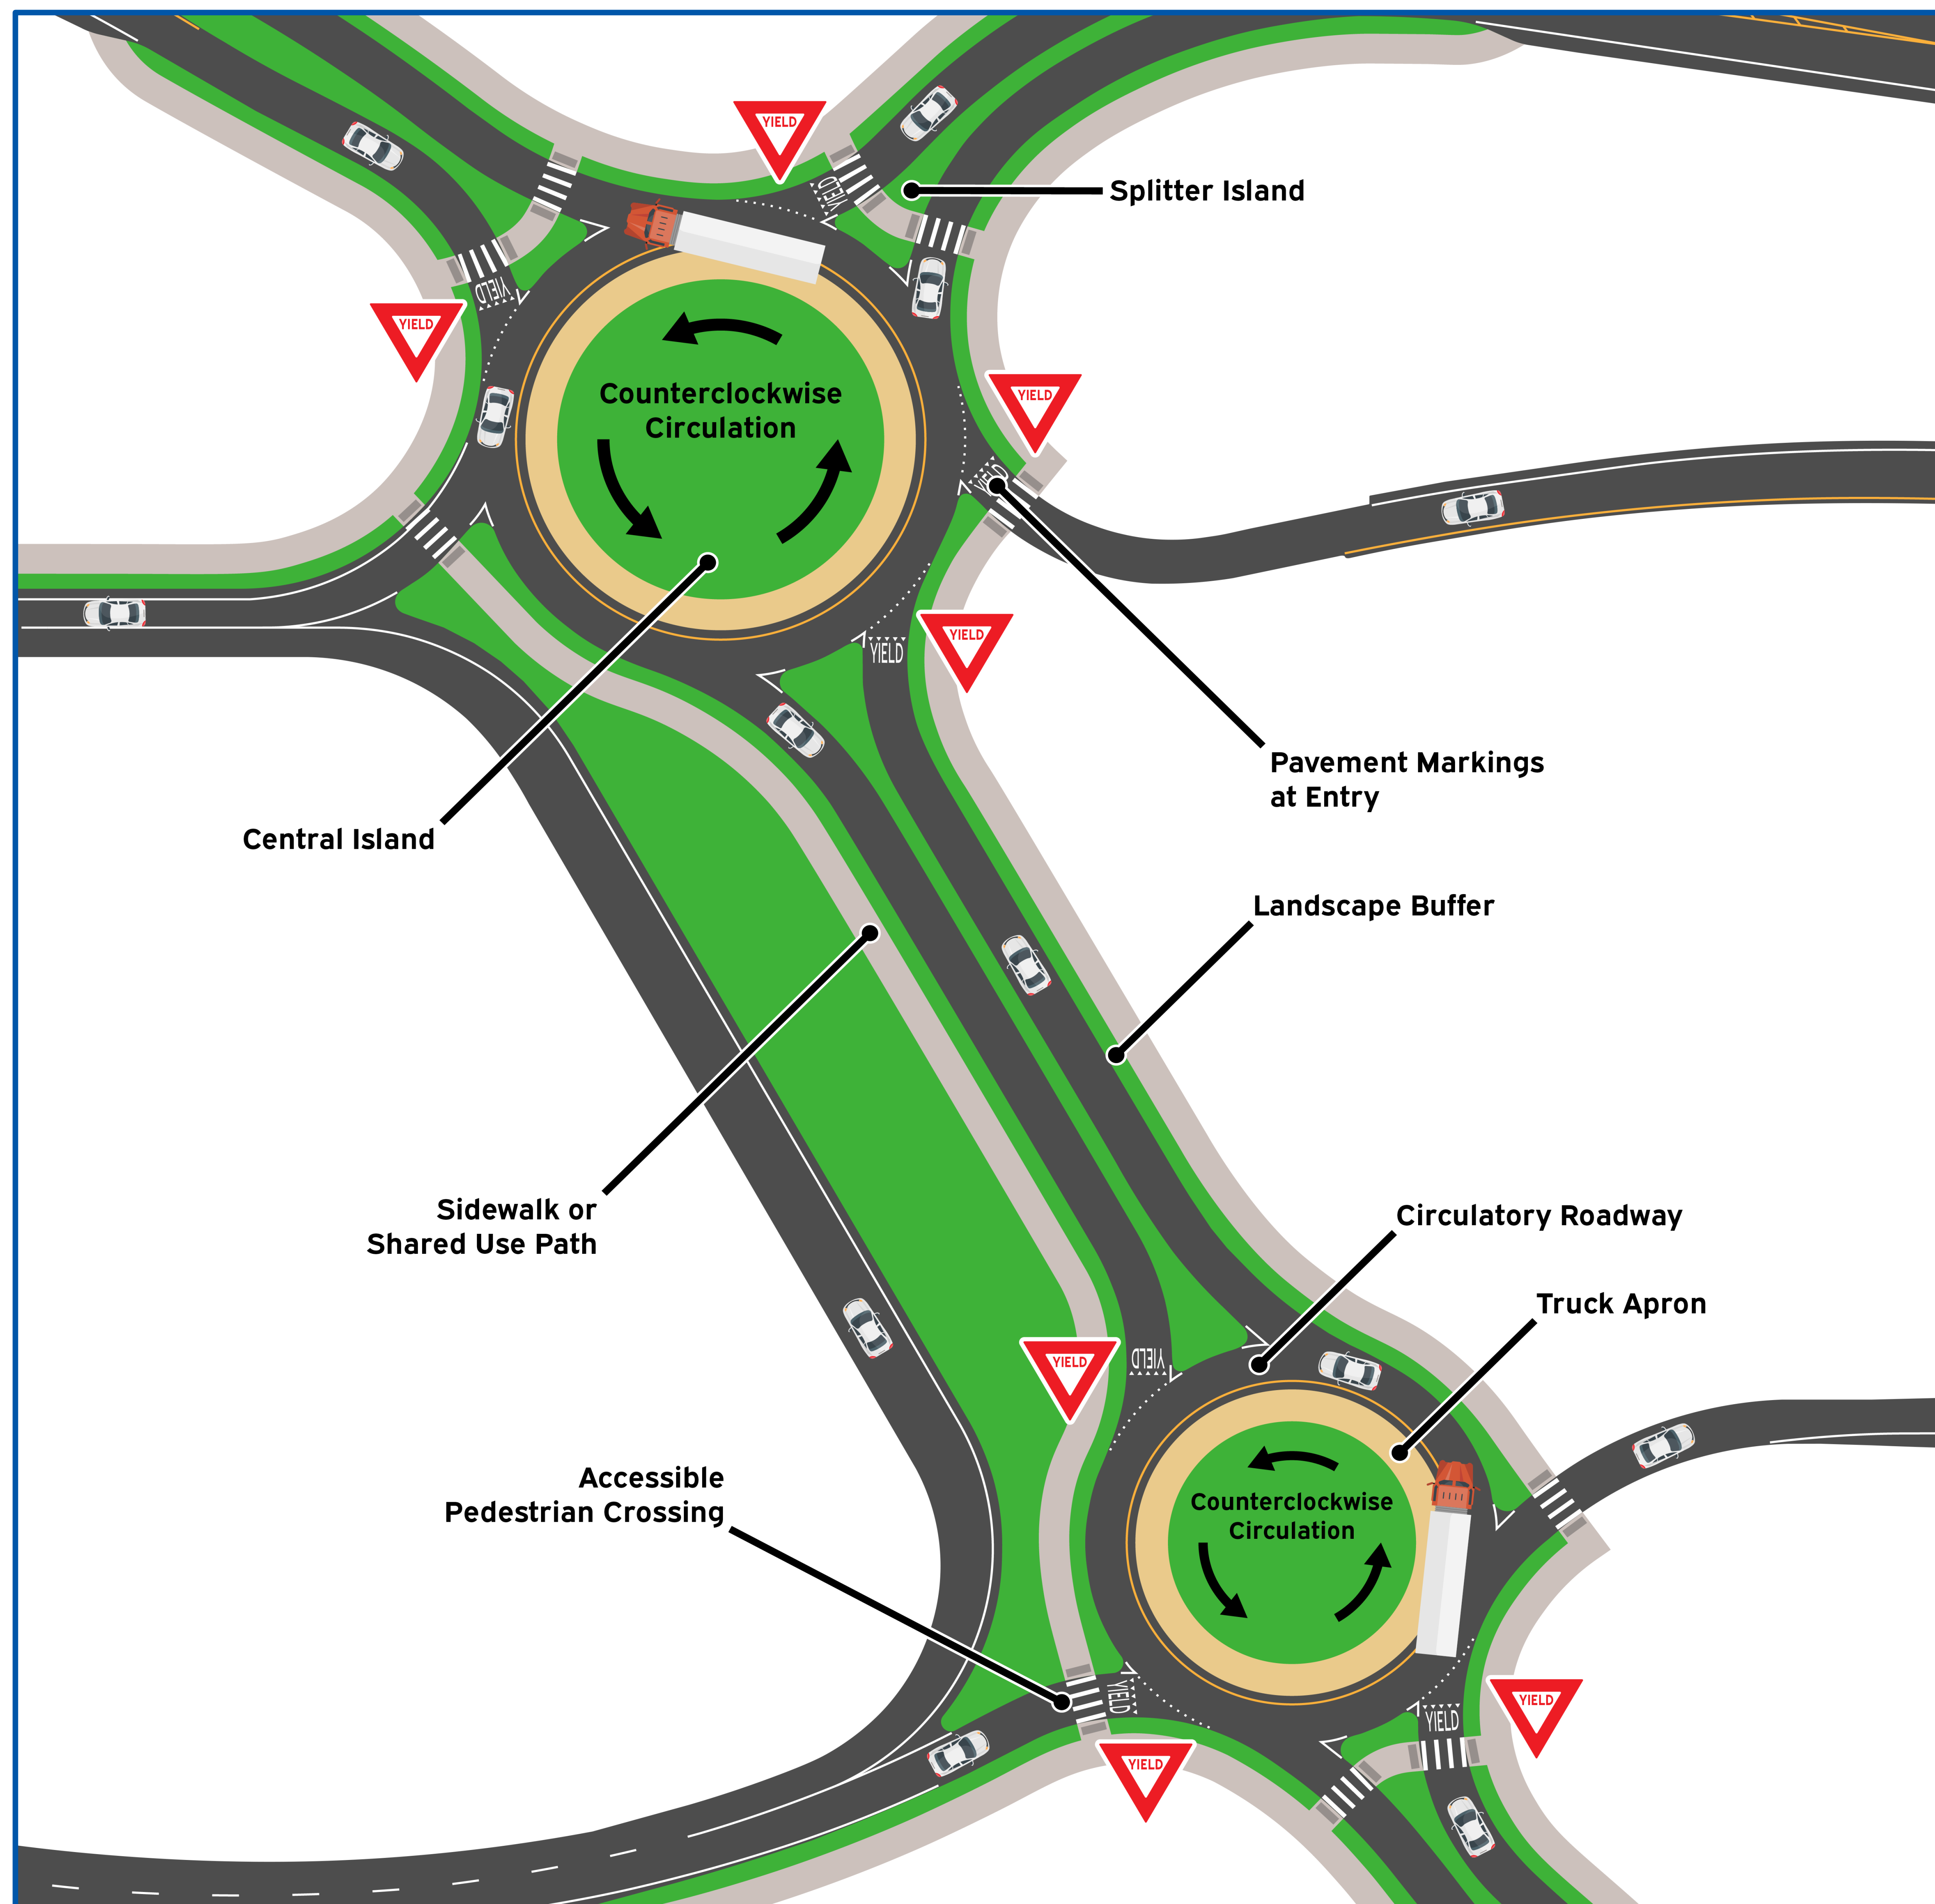 YIELD
YIELD
Splitter Island
YIELD
YIELD
YIELD
Counterclockwise
Circulation
YIELD
YIELD
YIELD
YIELD
Pavement Markings
at Entry
Central Island
Landscape Buffer
Sidewalk or
Shared Use Path
Circulatory Roadway
Truck Apron
YIELD
YIELD
Accessible
Pedestrian Crossing
Counterclockwise
Circulation
YIELD
YIELD
YIELD
YIELD